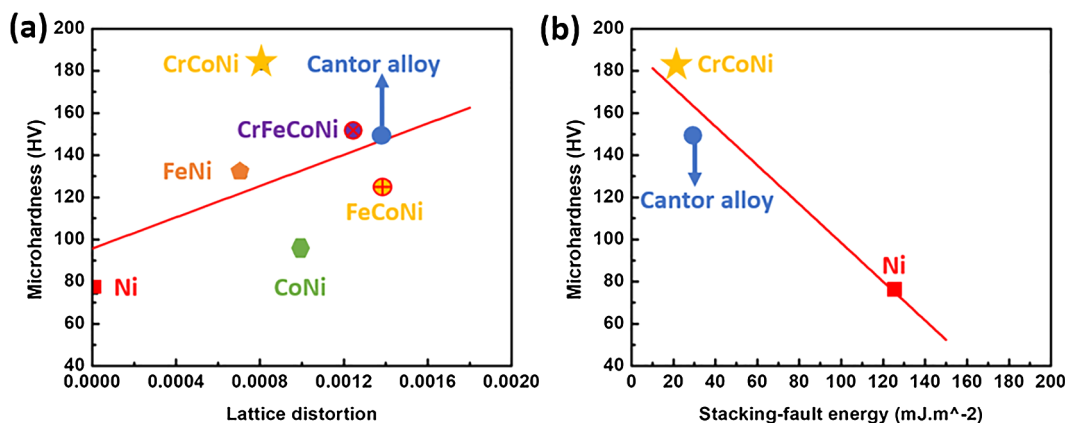 (a)
Microhardness (HV)
200
180
160
140
120
100
80
60
40
CrCoNi
Cantor alloy
CrFeCoNi
FeNi
FeCoNi
CoNi
Ni
0.0000 0.0004 0.0008 0.0012 0.0016 0.0020
Lattice distortion
(b)
Microhardness (HV)
200
180
160
140
120
100
80
60
40
CrCoNi
Cantor alloy
Ni
0 20 40 60 80 100 120 140 160 180 200
Stacking-fault energy (mJ.m^-2)